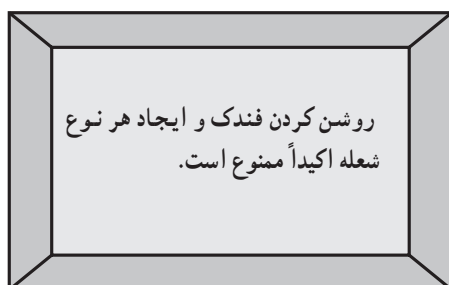 روشن کردن فندک و ایجاد هر نوع
شعله اکیداً ممنوع است.